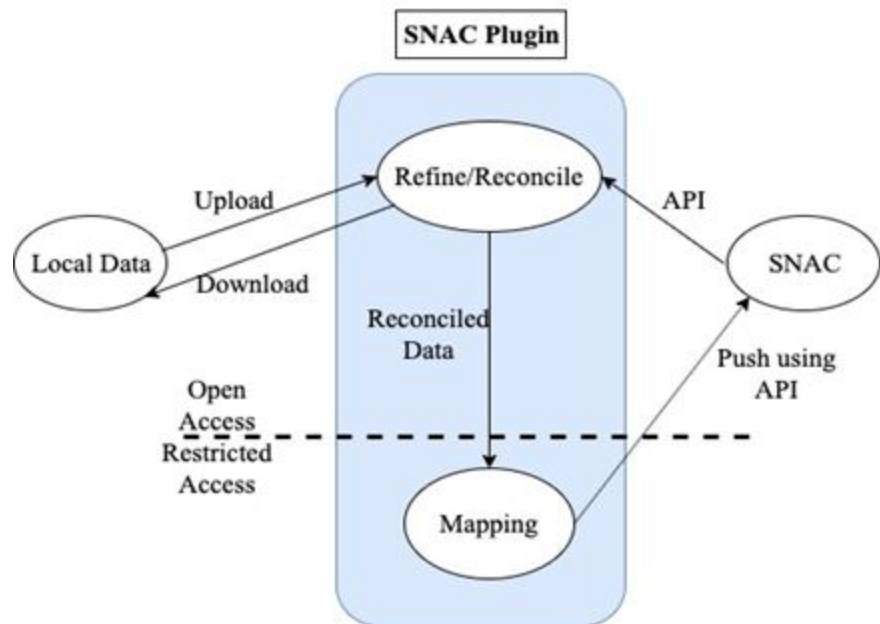 SNAC Plugin
Refine/Reconcile
Upload
API
Local Data
SNAC
Download
Reconciled
Data
Push using
API
Open
Access
Restricted
Access
Mapping